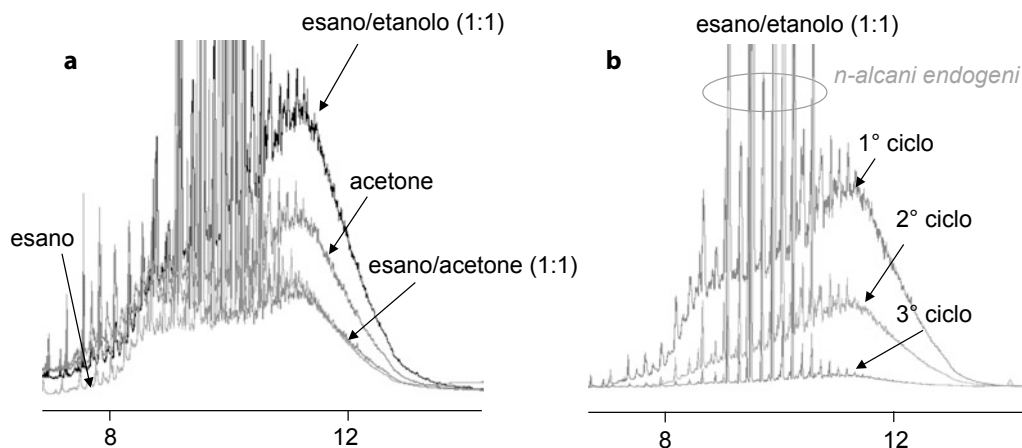 a
esano/etanolo (1:1)
acetone
esano
esano/acetone (1:1)
8
12
esano/etanolo (1:1)
b
n-alcani endogeni
1° ciclo
2° ciclo
3° ciclo
8
12